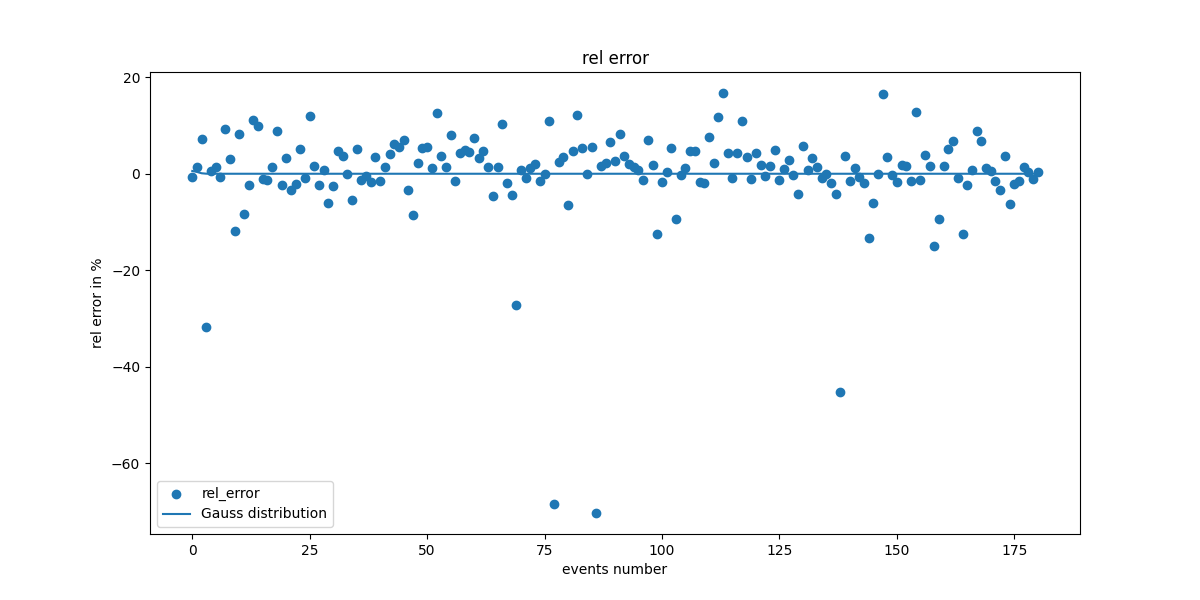 rel error
rel error in %
20
0
−20
−40
−60
rel_error
Gauss distribution
0 25 50 75 100 125 150 175
events number